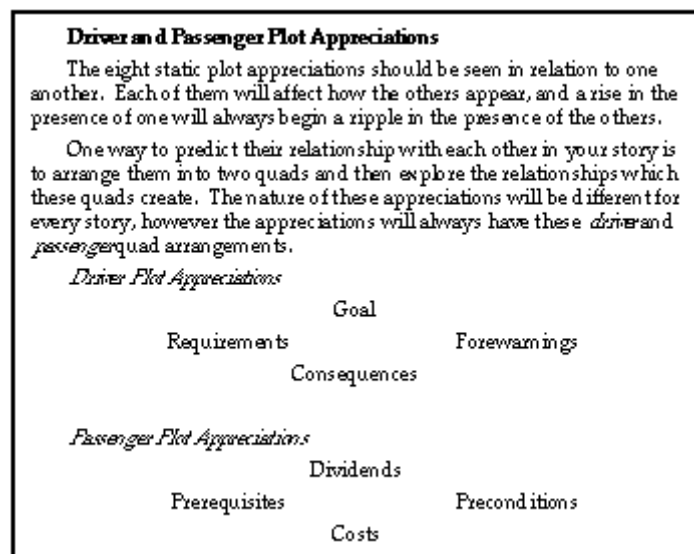 Driver and Passenger Plot Appreciations
The eight static plot appreciations should be seen in relation to one
another. Each of them will affect how the others appear, and a rise in the
presence of one will always begin a ripple in the presence of the others.
One way to predict their relationship with each other in your story is
to arrange them into two quads and then explore the relationships which
these quads create. The nature of these appreciations will be different for
every story, however the appreciations will always have these driver and
passenger quad arrangements.
Driver Plot Appreciations
Goal
Requirements Forewarnings
Consequences
Passenger Plot Appreciations
Dividends
Prerequisites Preconditions
Costs